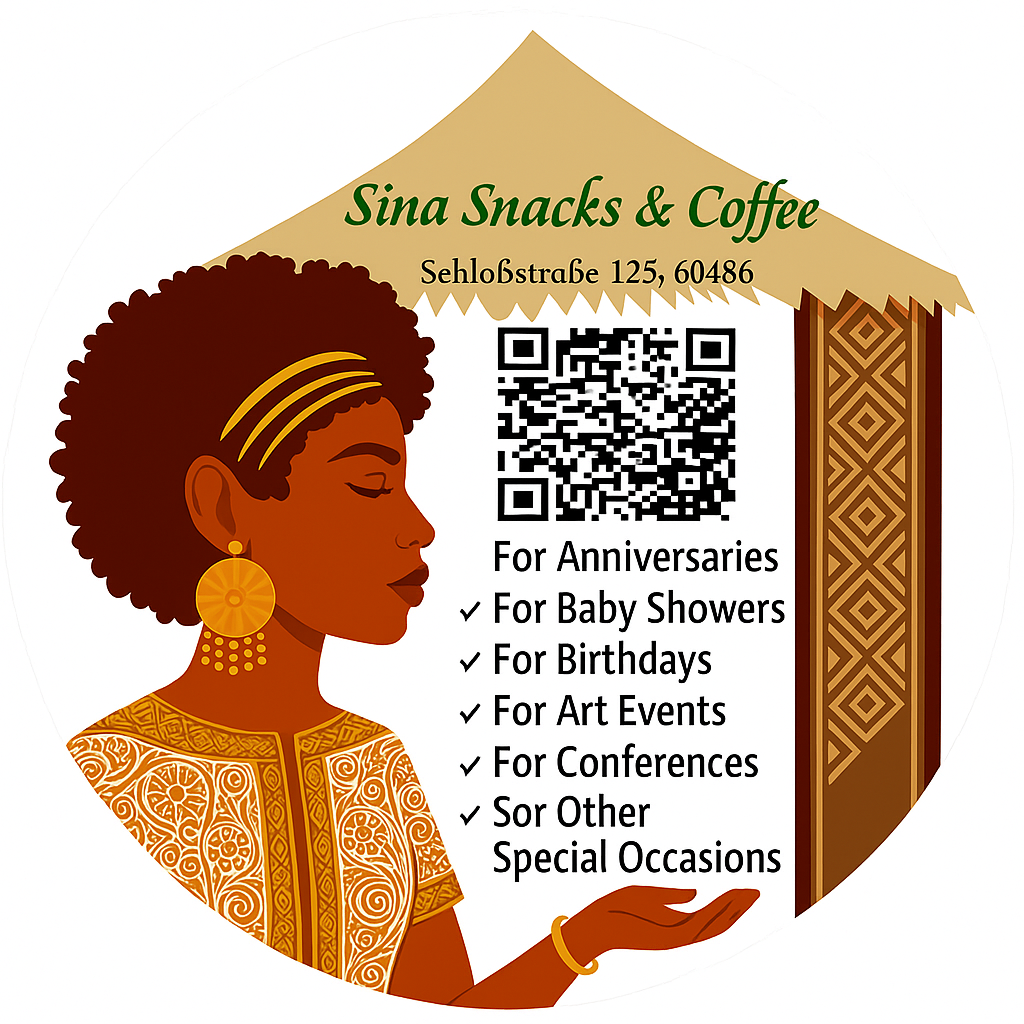 Sina Snacks & Coffee
Sehloßstraße 125, 60486
For Anniversaries
✓ For Baby Showers
✓ For Birthdays
✓ For Art Events
✓ For Conferences
✓ Sor Other
Special Occasions